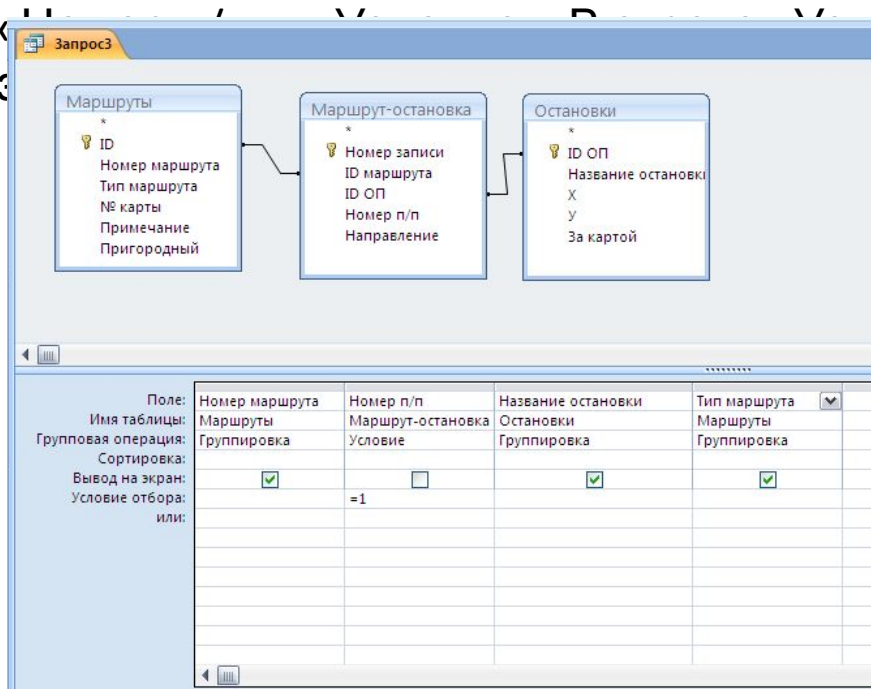 Запрос3
Маршруты
*
ID
Номер маршрута
Тип маршрута
№ карты
Примечание
Пригородный
Маршрут-остановка
*
Номер записи
ID маршрута
ID ОП
Номер п/п
Направление
Остановки
*
ID ОП
Название остановки
X
У
За картой
Поле: Номер маршрута Номер п/п Название остановки Тип маршрута
Имя таблицы: Маршруты Маршрут-остановка Остановки Маршруты
Групповая операция: Группировка Условие Группировка Группировка
Сортировка:
Вывод на экран:
Условие отбора: =1
или: